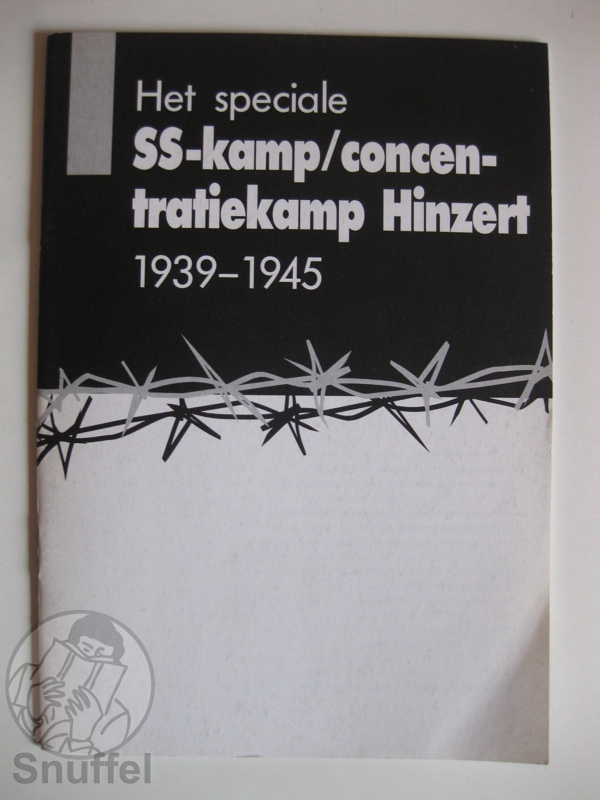 Het speciale
SS-kamp/concen-
tratiekamp Hinzert
1939–1945
Snuffel